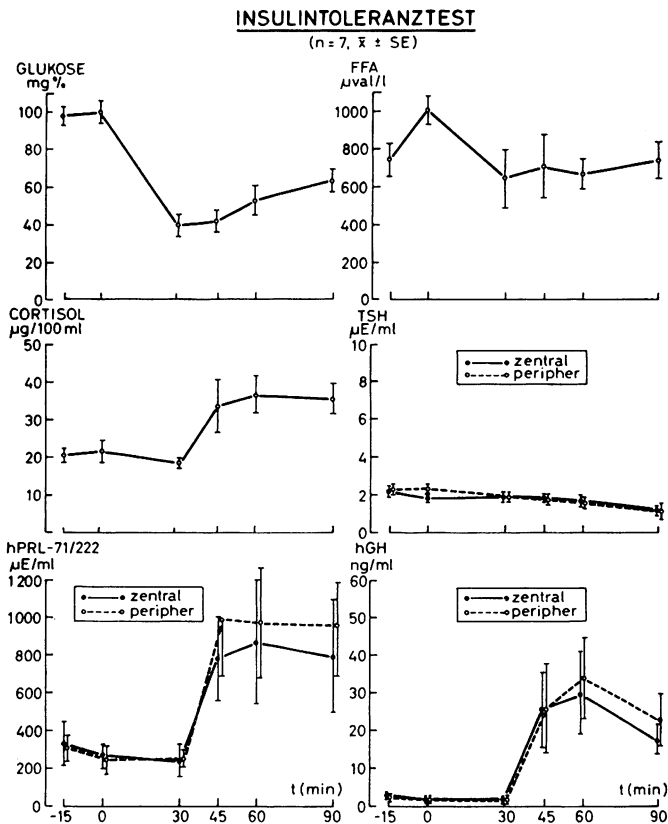 INSULINTOLERANZTEST
(n = 7, x̄ ± SE)
GLUKOSE
mg %
100
80
60
40
20
0
FFA
µval/l
1000
800
600
400
200
0
CORTISOL
µg/100 ml
50
40
30
20
10
TSH
µE/ml
10
8
6
4
2
0
zentral
peripher
hPRL-71/222
µE/ml
1200
1000
800
600
400
200
0
zentral
peripher
-15 0 30 45 60 90
t (min)
hGH
ng/ml
60
50
40
30
20
10
0
zentral
peripher
-15 0 30 45 60 90
t (min)